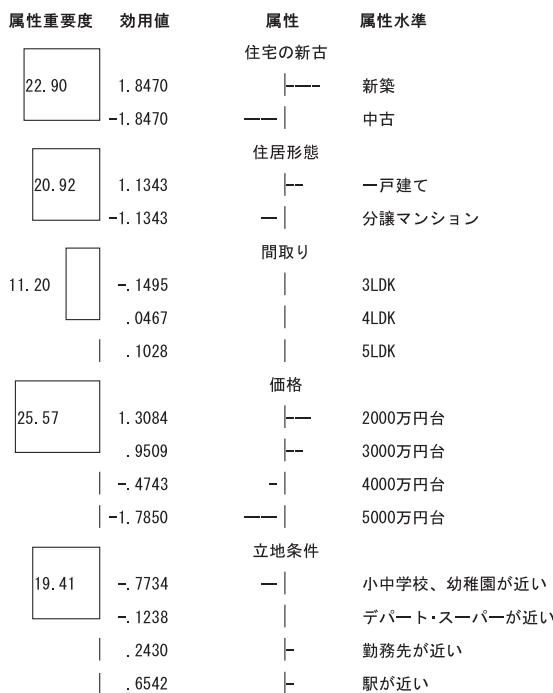 属性重要度 効用値 属性 属性水準
住宅の新古
22.90 1.8470 新築
-1.8470 中古
住居形態
20.92 1.1343 一戸建て
-1.1343 分譲マンション
間取り
11.20 -.1495 3LDK
.0467 4LDK
.1028 5LDK
価格
25.57 1.3084 2000万円台
.9509 3000万円台
-.4743 4000万円台
-1.7850 5000万円台
立地条件
19.41 -.7734 小中学校、幼稚園が近い
-.1238 デパート・スーパーが近い
.2430 勤務先が近い
.6542 駅が近い